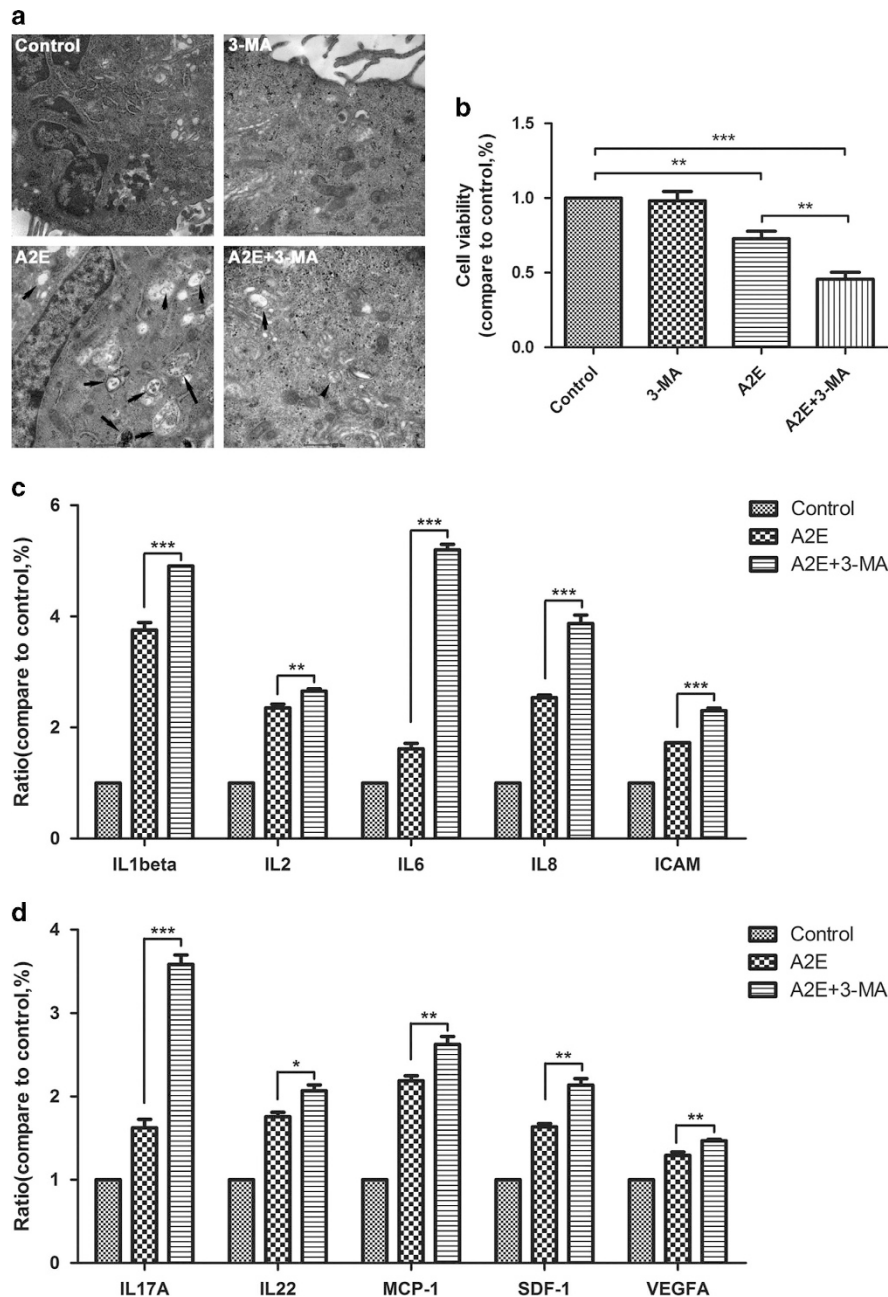 a
Control
3-MA
A2E
A2E+3-MA
b
Cell viability
(compare to control,%)
1.5
1.0
0.5
0.0
***
**
**
Control
3-MA
A2E
A2E+3-MA
c
Ratio(compare to control,%)
6
4
2
0
***
**
***
***
***
IL1beta
IL2
IL6
IL8
ICAM
Control
A2E
A2E+3-MA
d
Ratio(compare to control,%)
4
3
2
1
0
***
*
**
**
**
IL17A
IL22
MCP-1
SDF-1
VEGFA
Control
A2E
A2E+3-MA